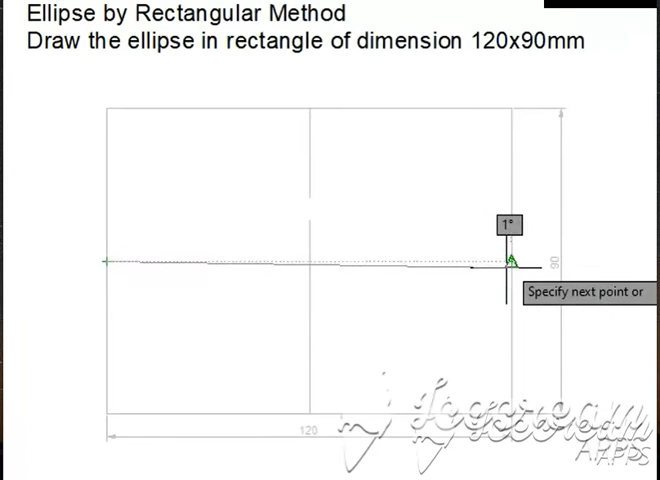 Ellipse by Rectangular Method
Draw the ellipse in rectangle of dimension 120x90mm
1°
90
Specify next point or
120
APPS